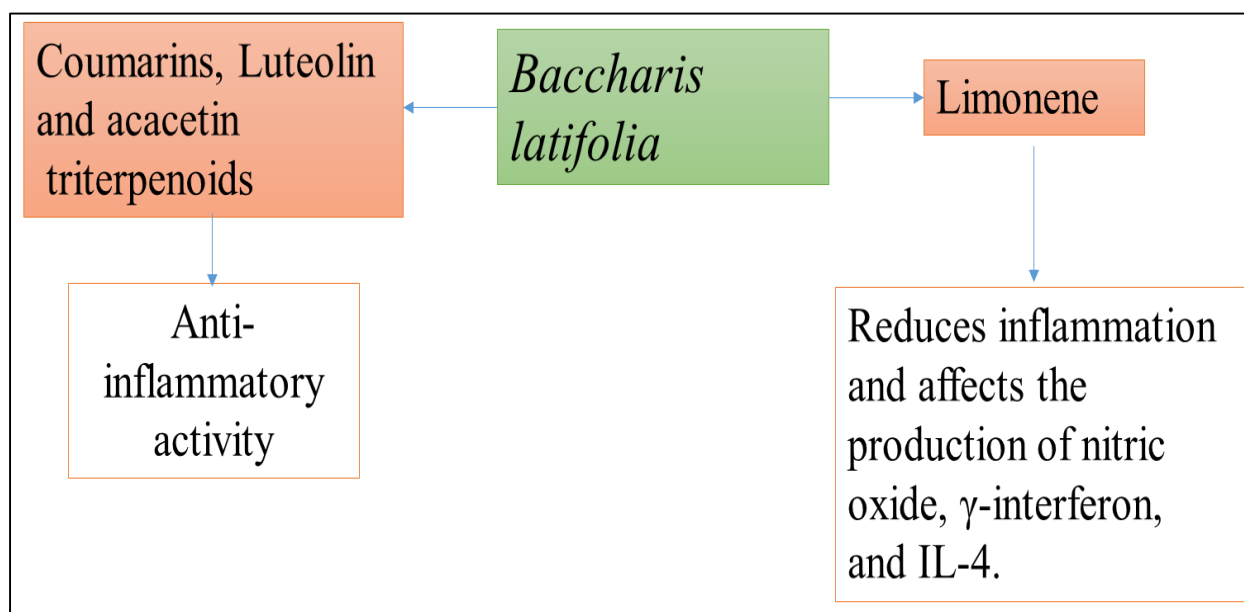 Coumarins, Luteolin
and acacetin
triterpenoids
Baccharis
latifolia
Limonene
Anti-
inflammatory
activity
Reduces inflammation
and affects the
production of nitric
oxide, γ-interferon,
and IL-4.